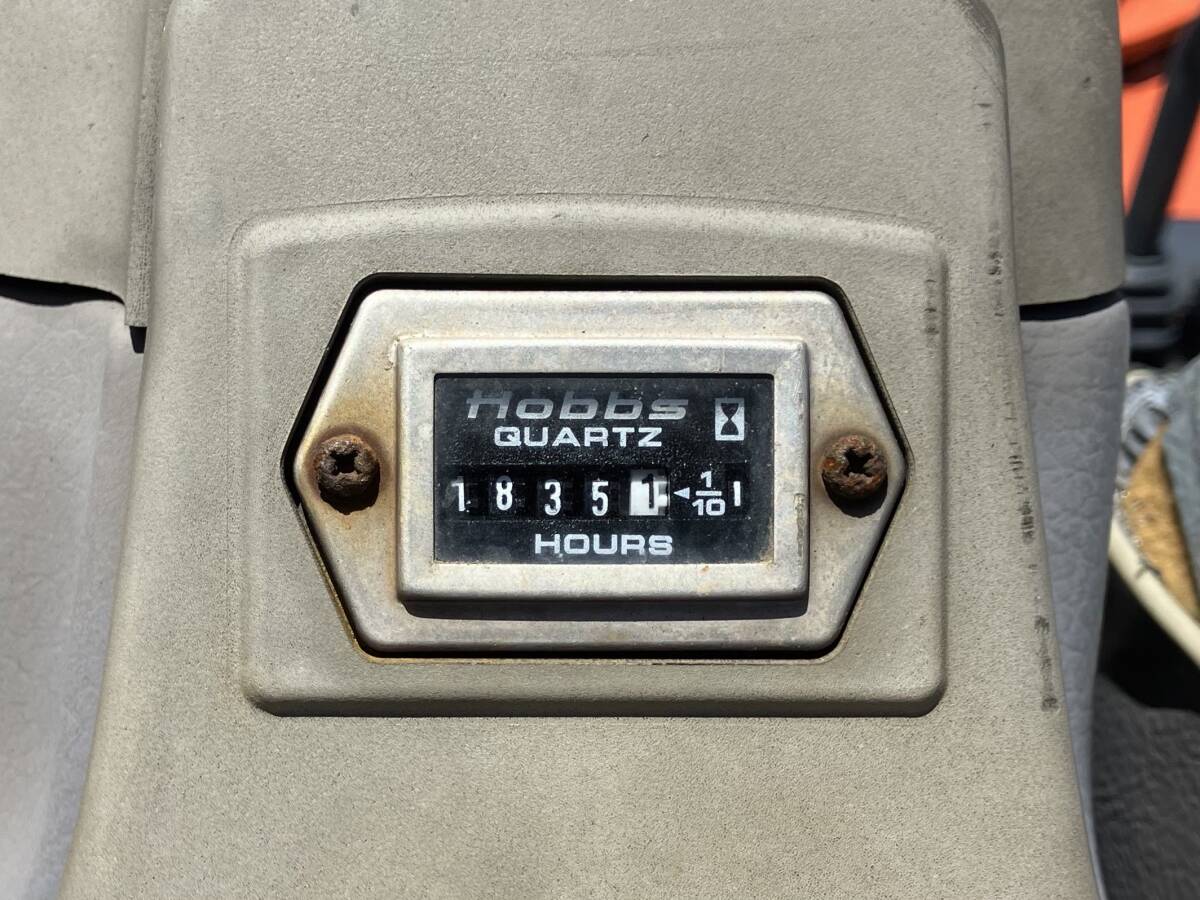 Hobbs
QUARTZ
1 8 3 5 1 ◄ 1/10
HOURS